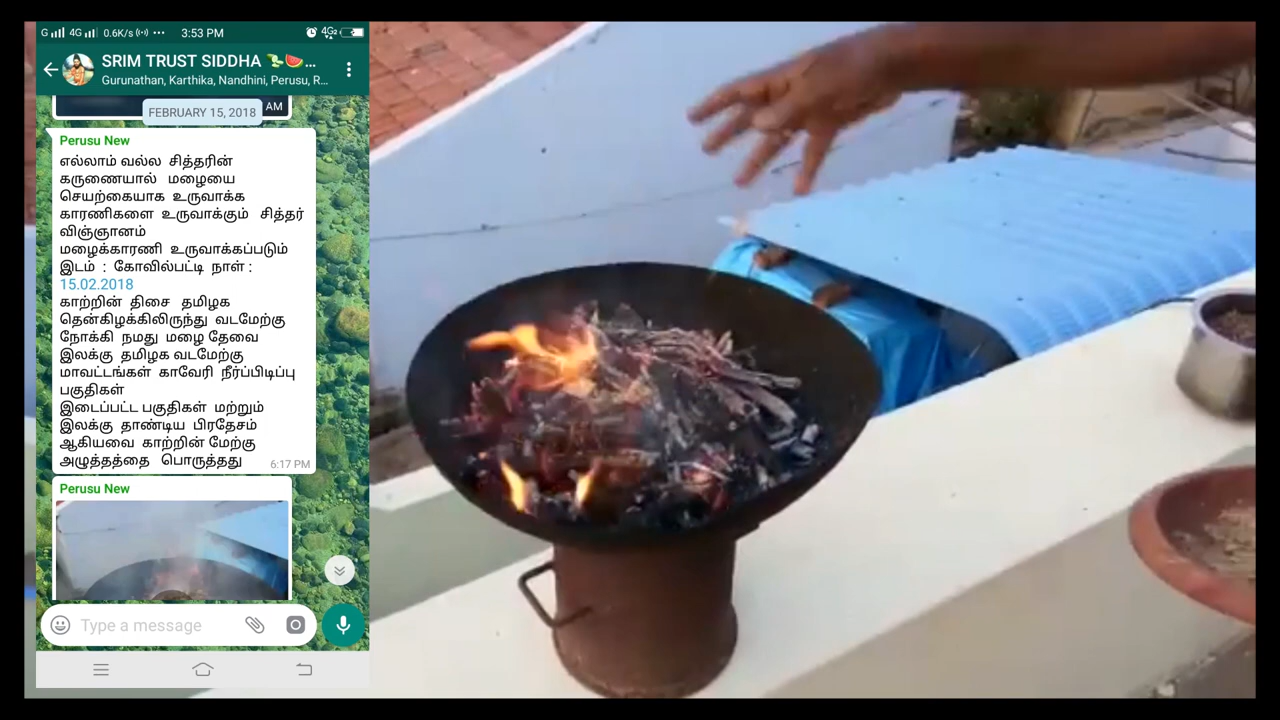 G 4G 0.6K/s ••• 3:53 PM 4G2
SRIM TRUST SIDDHA 🍈🍉...
Gurunathan, Karthika, Nandhini, Perusu, R...
AM
FEBRUARY 15, 2018
Perusu New
எல்லாம் வல்ல சித்தரின்
கருணையால் மழையை
செயற்கையாக உருவாக்க
காரணிகளை உருவாக்கும் சித்தர்
விஞ்ஞானம்
மழைக்காரணி உருவாக்கப்படும்
இடம் : கோவில்பட்டி நாள் :
15.02.2018
காற்றின் திசை தமிழக
தென்கிழக்கிலிருந்து வடமேற்கு
நோக்கி நமது மழை தேவை
இலக்கு தமிழக வடமேற்கு
மாவட்டங்கள் காவேரி நீர்ப்பிடிப்பு
பகுதிகள்
இடைப்பட்ட பகுதிகள் மற்றும்
இலக்கு தாண்டிய பிரதேசம்
ஆகியவை காற்றின் மேற்கு
அழுத்தத்தை பொருத்தது 6:17 PM
Perusu New
Type a message